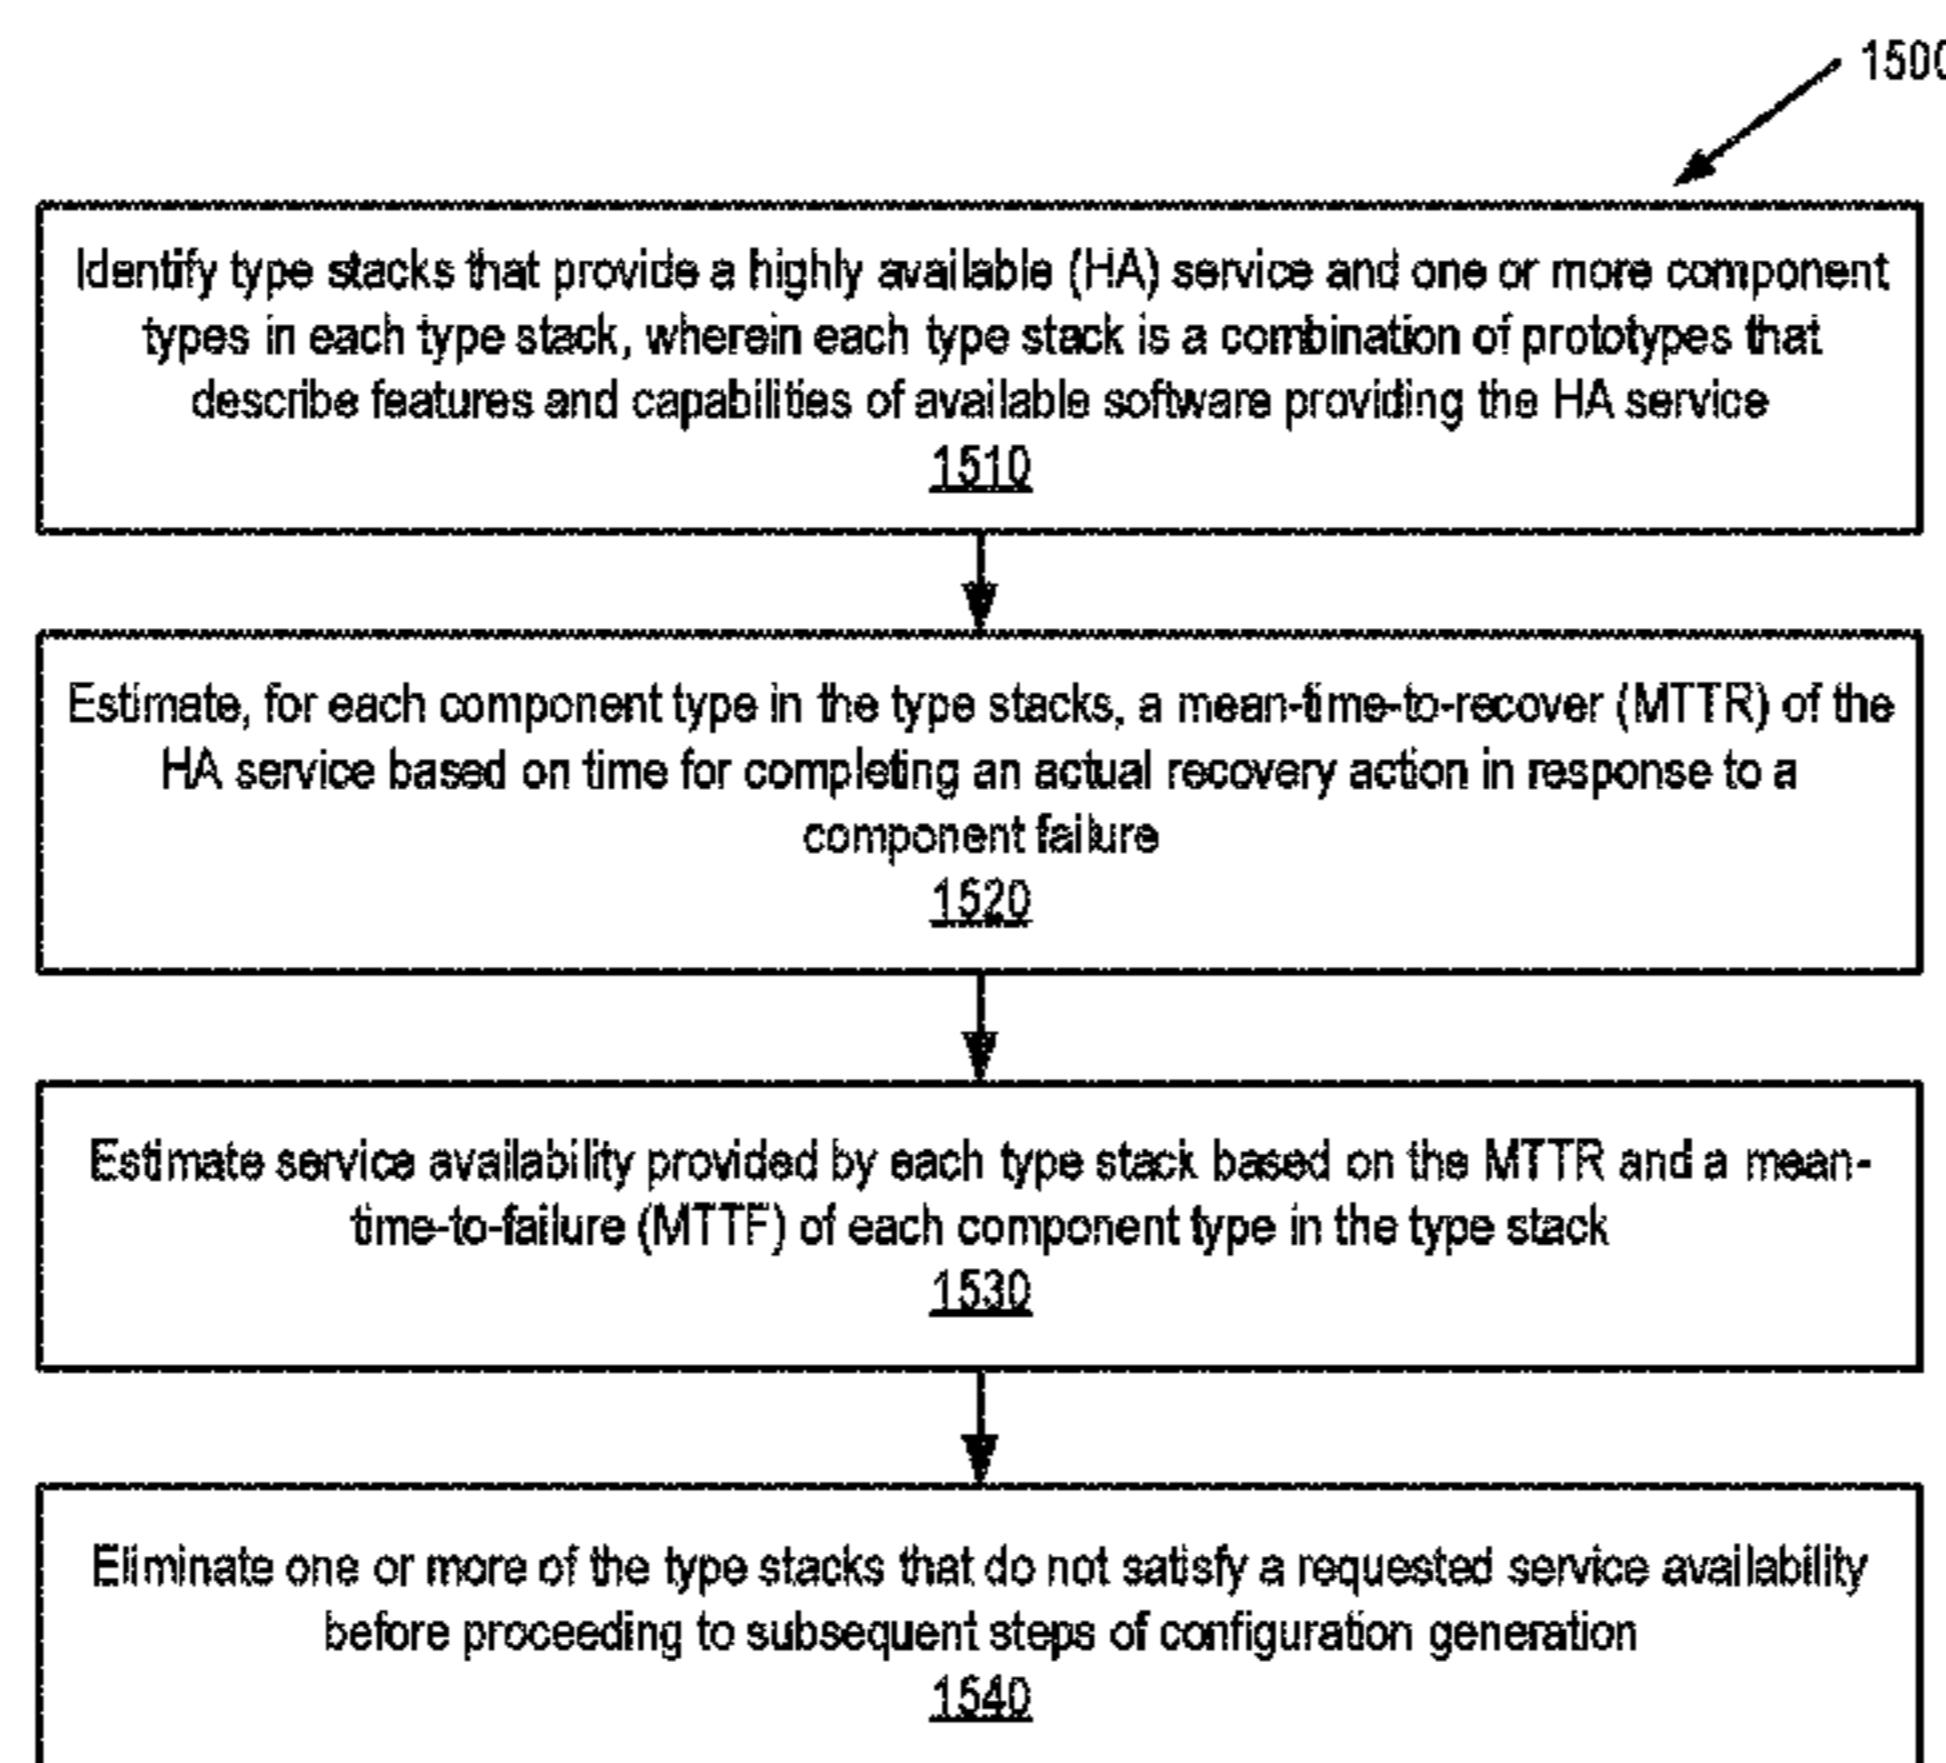 1500
Identify type stacks that provide a highly available (HA) service and one or more component
types in each type stack, wherein each type stack is a combination of prototypes that
describe features and capabilities of available software providing the HA service
1510
Estimate, for each component type in the type stacks, a mean-time-to-recover (MTTR) of the
HA service based on time for completing an actual recovery action in response to a
component failure
1520
Estimate service availability provided by each type stack based on the MTTR and a mean-
time-to-failure (MTTF) of each component type in the type stack
1530
Eliminate one or more of the type stacks that do not satisfy a requested service availability
before proceeding to subsequent steps of configuration generation
1540